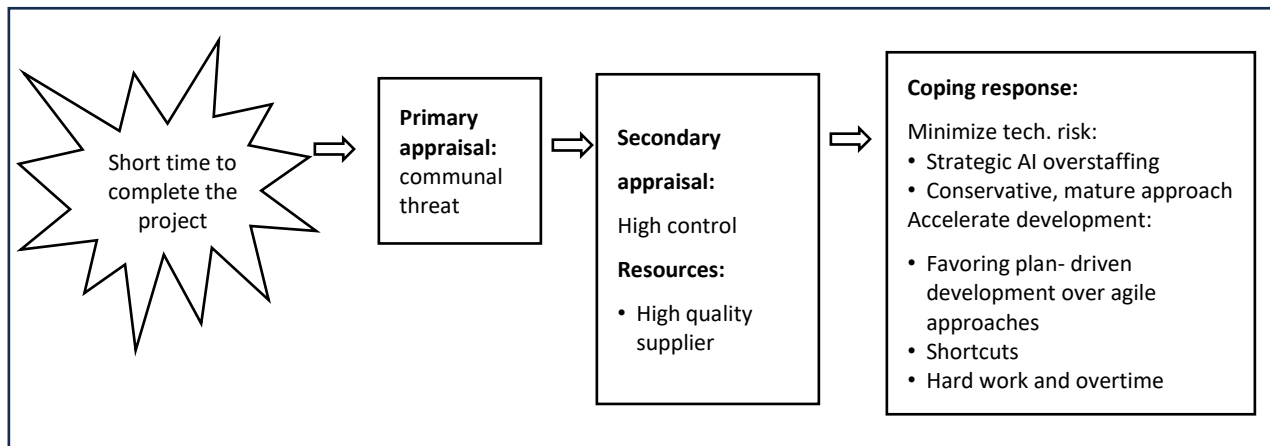 Short time to
complete the
project
Primary
appraisal:
communal
threat
Secondary
appraisal:
High control
Resources:
• High quality
supplier
Coping response:
Minimize tech. risk:
• Strategic AI overstaffing
• Conservative, mature approach
Accelerate development:
• Favoring plan- driven
development over agile
approaches
• Shortcuts
• Hard work and overtime